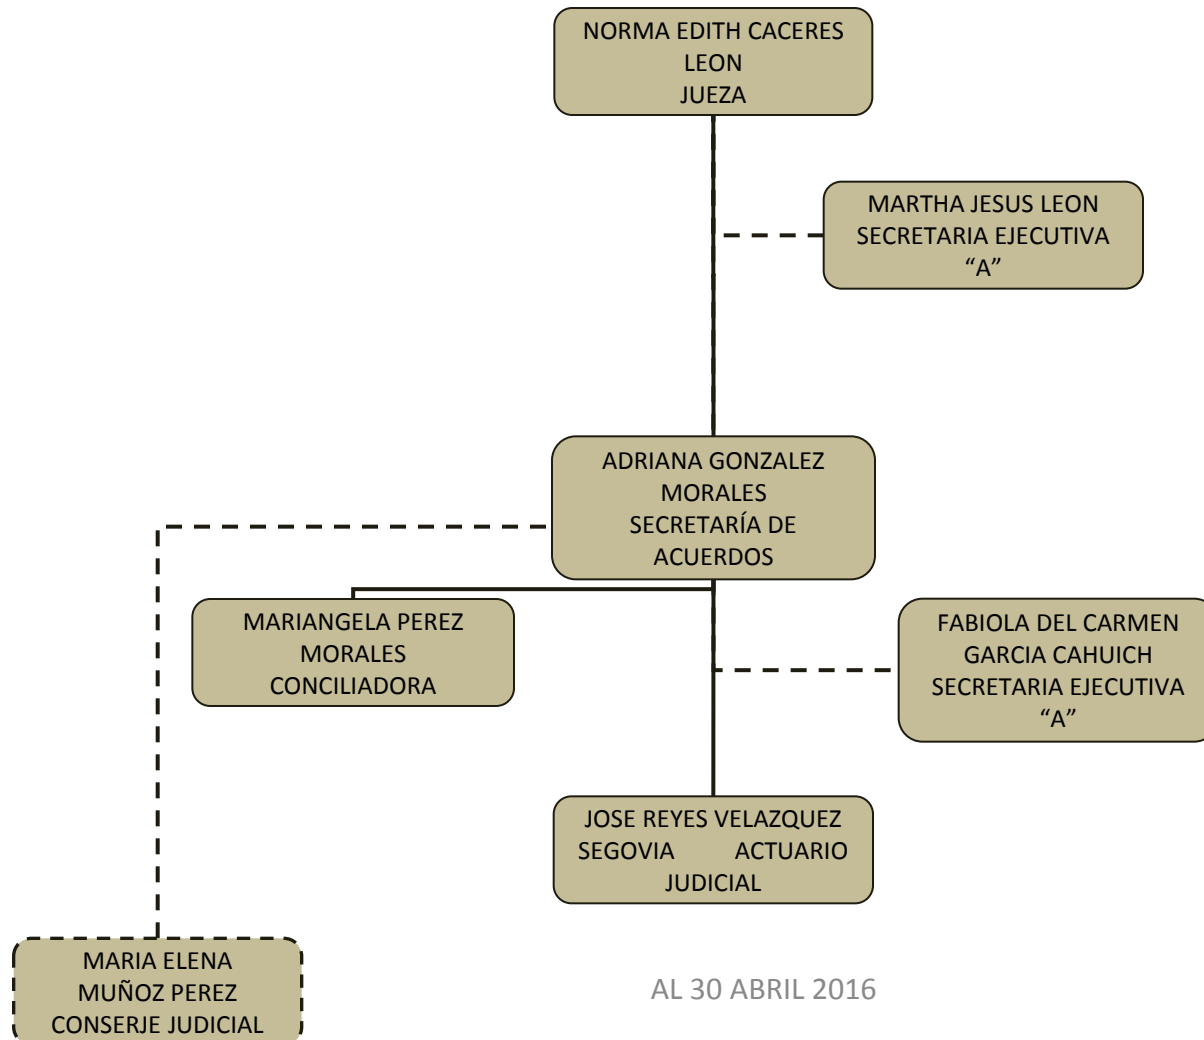 NORMA EDITH CACERES
LEON
JUEZA
MARTHA JESUS LEON
SECRETARIA EJECUTIVA
“A”
ADRIANA GONZALEZ
MORALES
SECRETARÍA DE
ACUERDOS
MARIANGELA PEREZ
MORALES
CONCILIADORA
FABIOLA DEL CARMEN
GARCIA CAHUICH
SECRETARIA EJECUTIVA
“A”
JOSE REYES VELAZQUEZ
SEGOVIA ACTUARIO
JUDICIAL
MARIA ELENA
MUÑOZ PEREZ
CONSERJE JUDICIAL
AL 30 ABRIL 2016